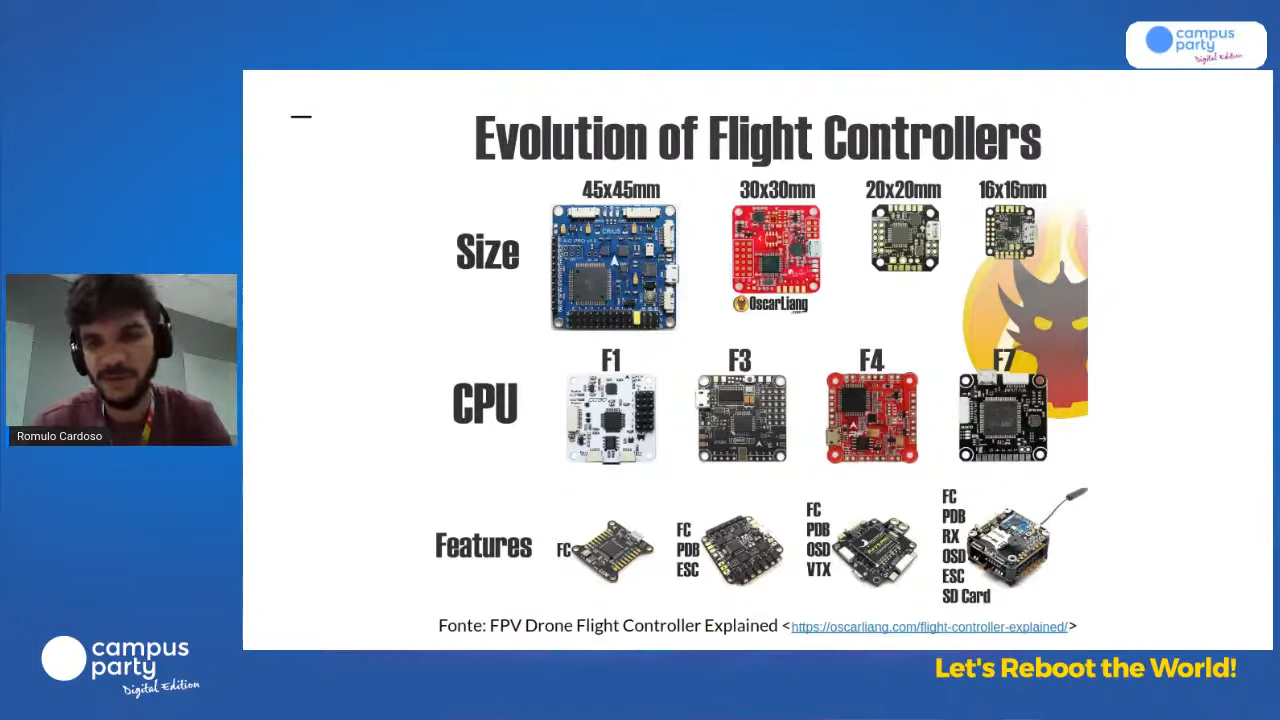 campus
party
Digital Edition
Evolution of Flight Controllers
45x45mm
30x30mm
20x20mm
16x16mm
Size
CRIUS
OscarLiang
.com
F1
F3
F4
F7
CPU
Romulo Cardoso
Features
FC
FC
PDB
ESC
FC
PDB
OSD
VTX
FC
PDB
RX
OSD
ESC
SD Card
Fonte: FPV Drone Flight Controller Explained <https://oscarliang.com/flight-controller-explained/>
campus
party
Digital Edition
Let's Reboot the World!